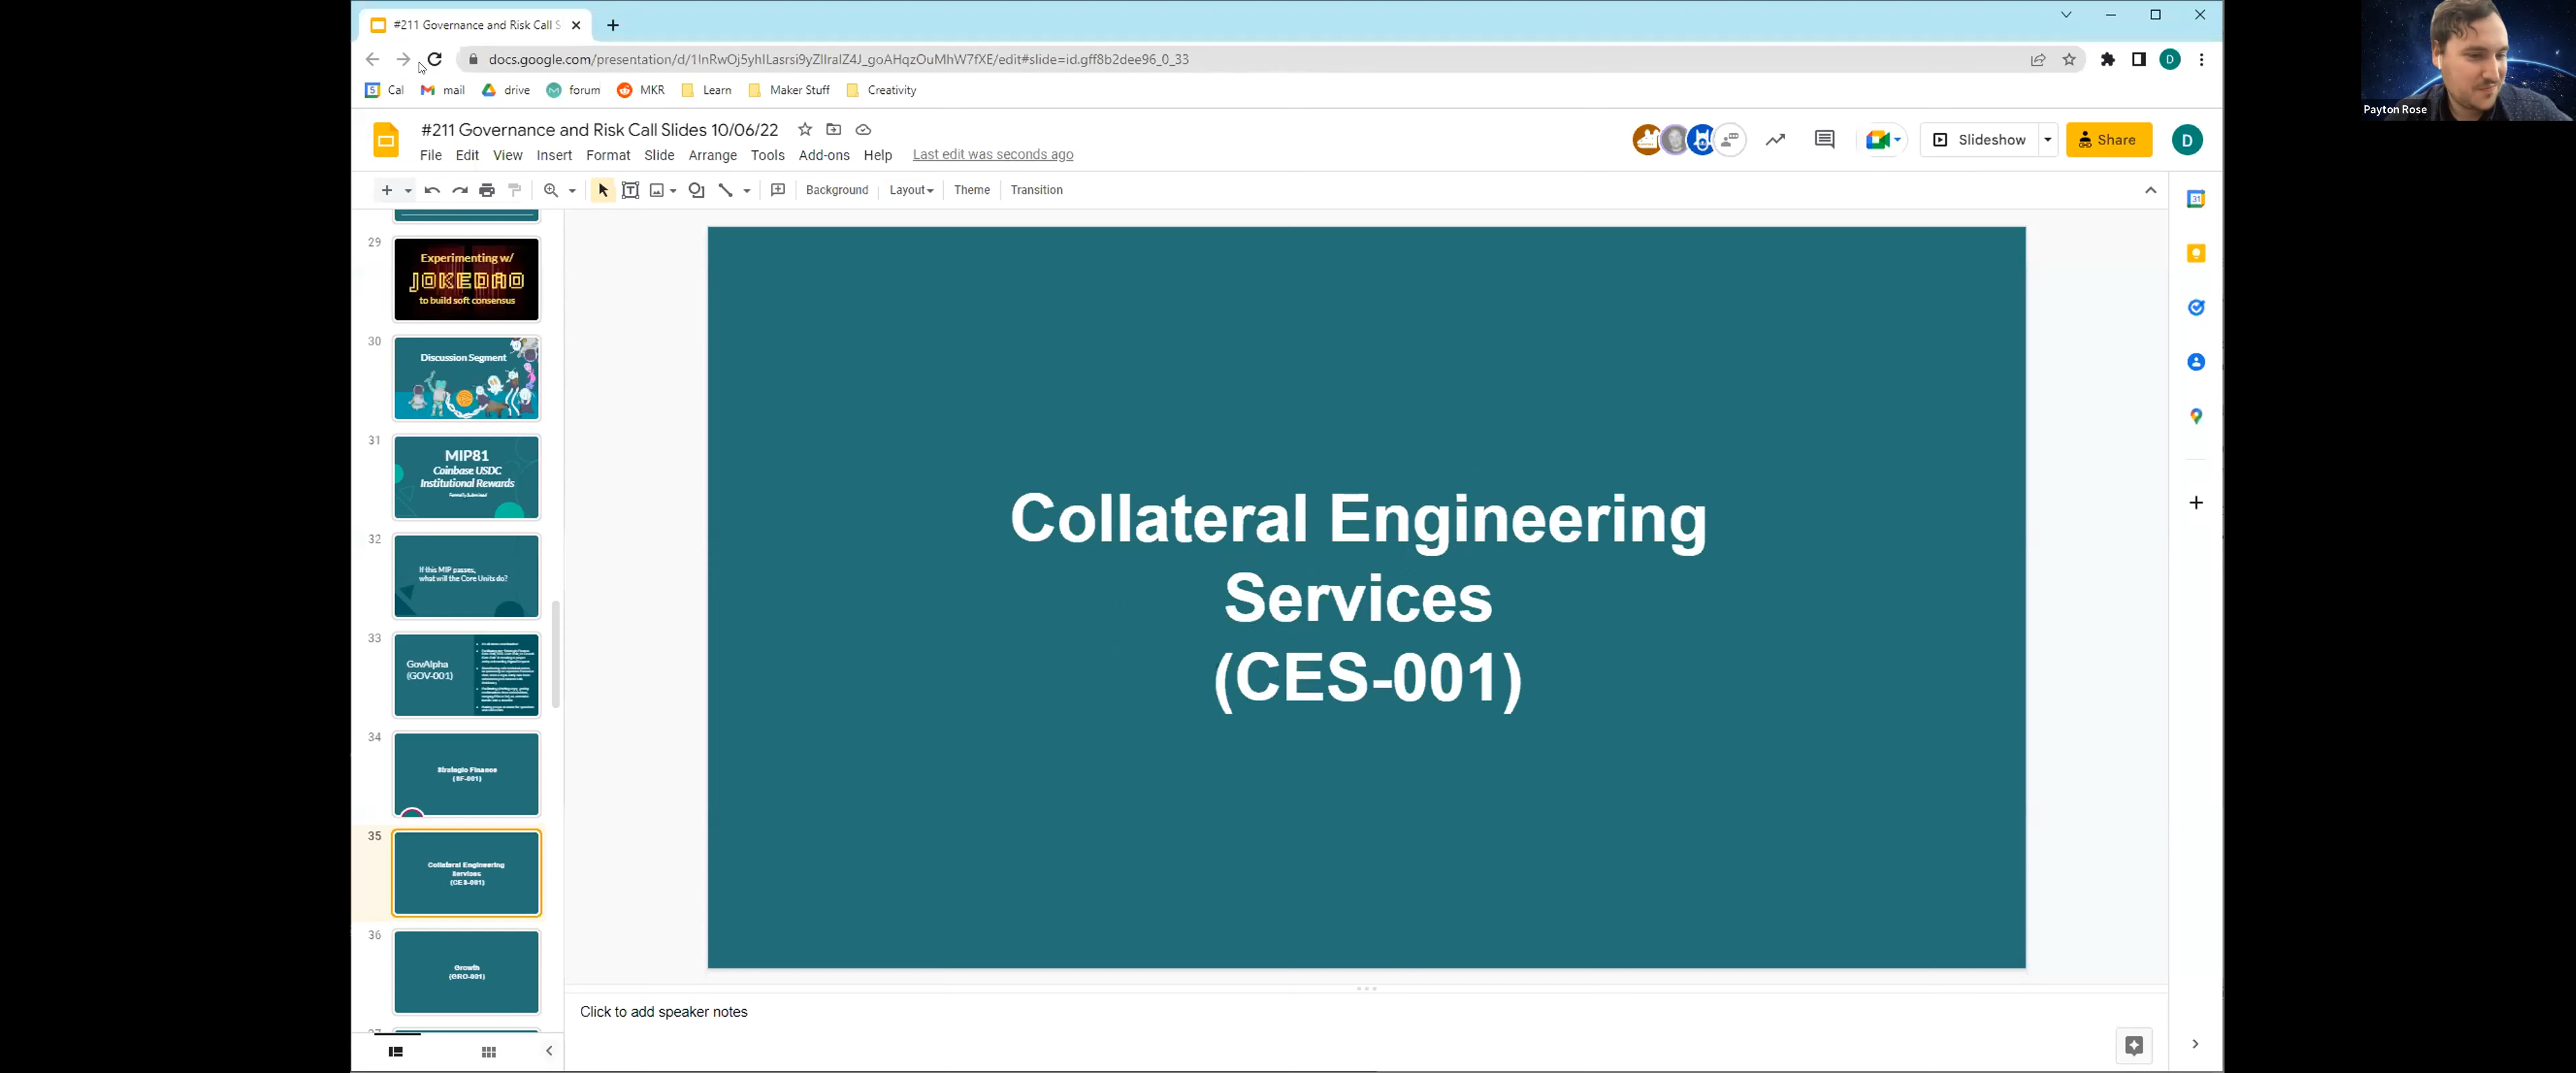 #211 Governance and Risk Call S
docs.google.com/presentation/d/1InRwOj5yhILasrsi9yZIIraIZ4J_goAHqzOuMhW7fXE/edit#slide=id.gff8b2dee96_0_33
D
Cal
mail
drive
forum
MKR
Learn
Maker Stuff
Creativity
Payton Rose
#211 Governance and Risk Call Slides 10/06/22
File Edit View Insert Format Slide Arrange Tools Add-ons Help Last edit was seconds ago
Slideshow
Share
D
Background Layout Theme Transition
29
Experimenting w/
JOKEDAO
to build soft consensus
30
Discussion Segment
31
MIP81
Coinbase USDC
Institutional Rewards
Formally Submitted
32
If this MIP passes,
what will the Core Units do?
33
GovAlpha
(GOV-001)
34
Strategic Finance
(SF-001)
35
Collateral Engineering
Services
(CES-001)
36
Growth
(GRO-001)
Collateral Engineering
Services
(CES-001)
Click to add speaker notes
31